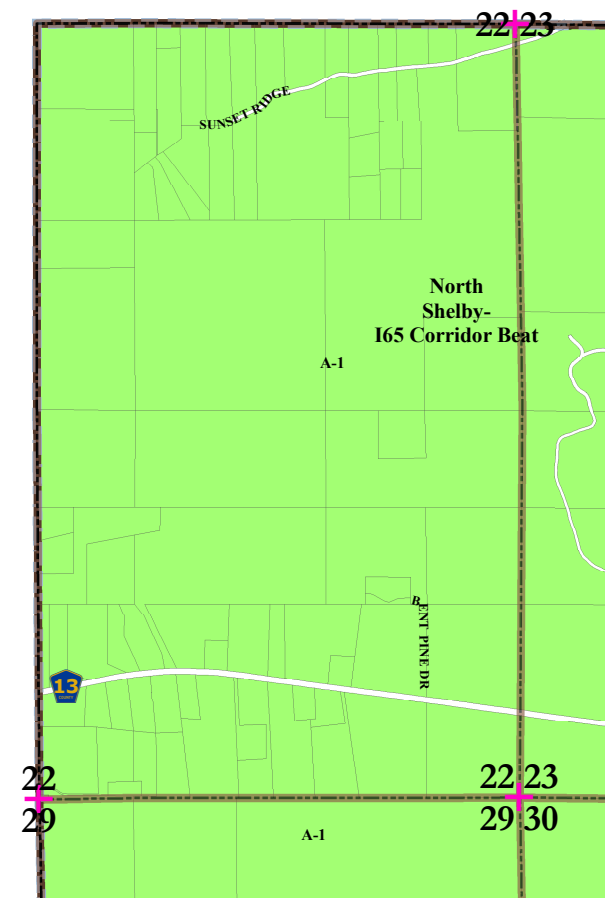 22 23
SUNSET RIDGE
North
Shelby-
I65 Corridor Beat
A-1
BENT PINE DR
13
COUNTY
22
29
22 23
29 30
A-1